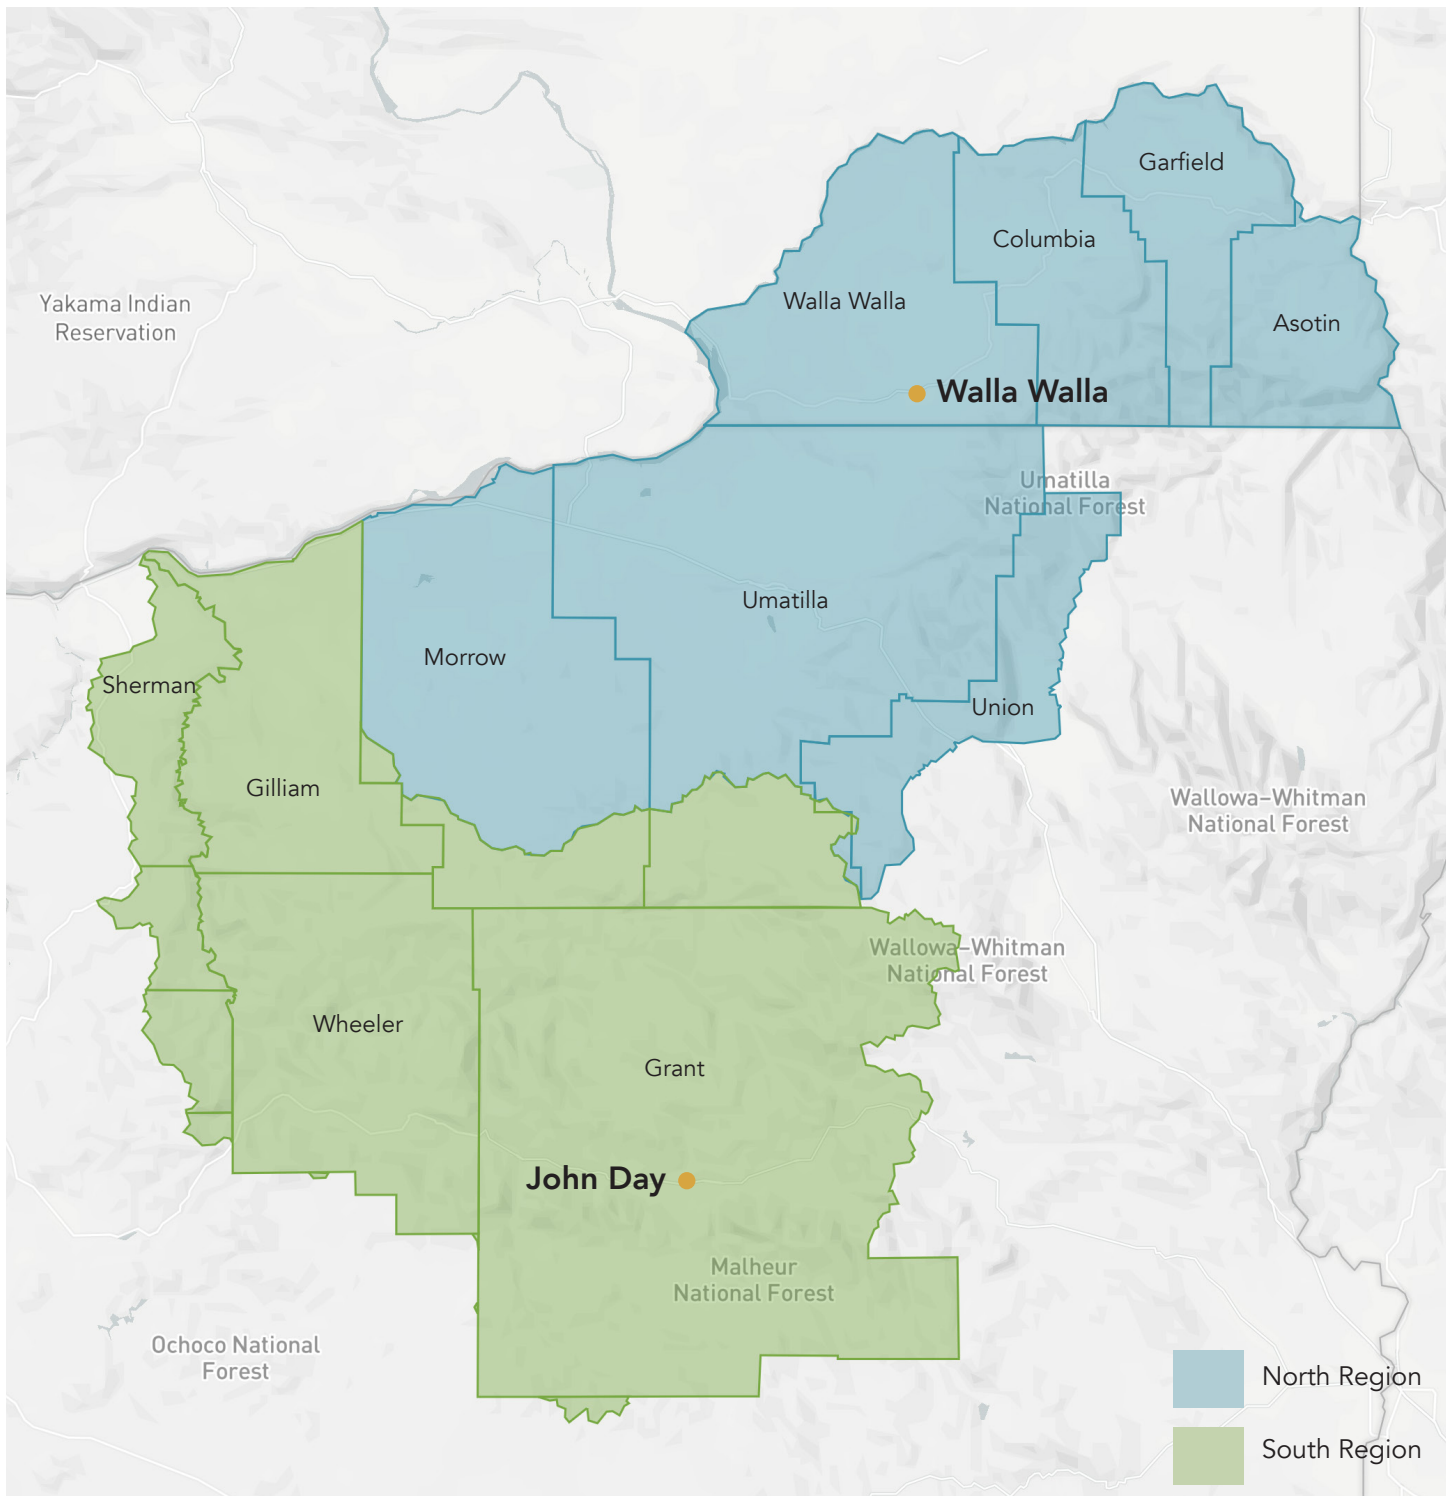 Garfield
Columbia
Walla Walla
Yakama Indian
Reservation
Asotin
Walla Walla
Umatilla
National Forest
Umatilla
Morrow
Sherman
Union
Gilliam
Wallowa–Whitman
National Forest
Wallowa–Whitman
National Forest
Wheeler
Grant
John Day
Malheur
National Forest
Ochoco National
Forest
North Region
South Region